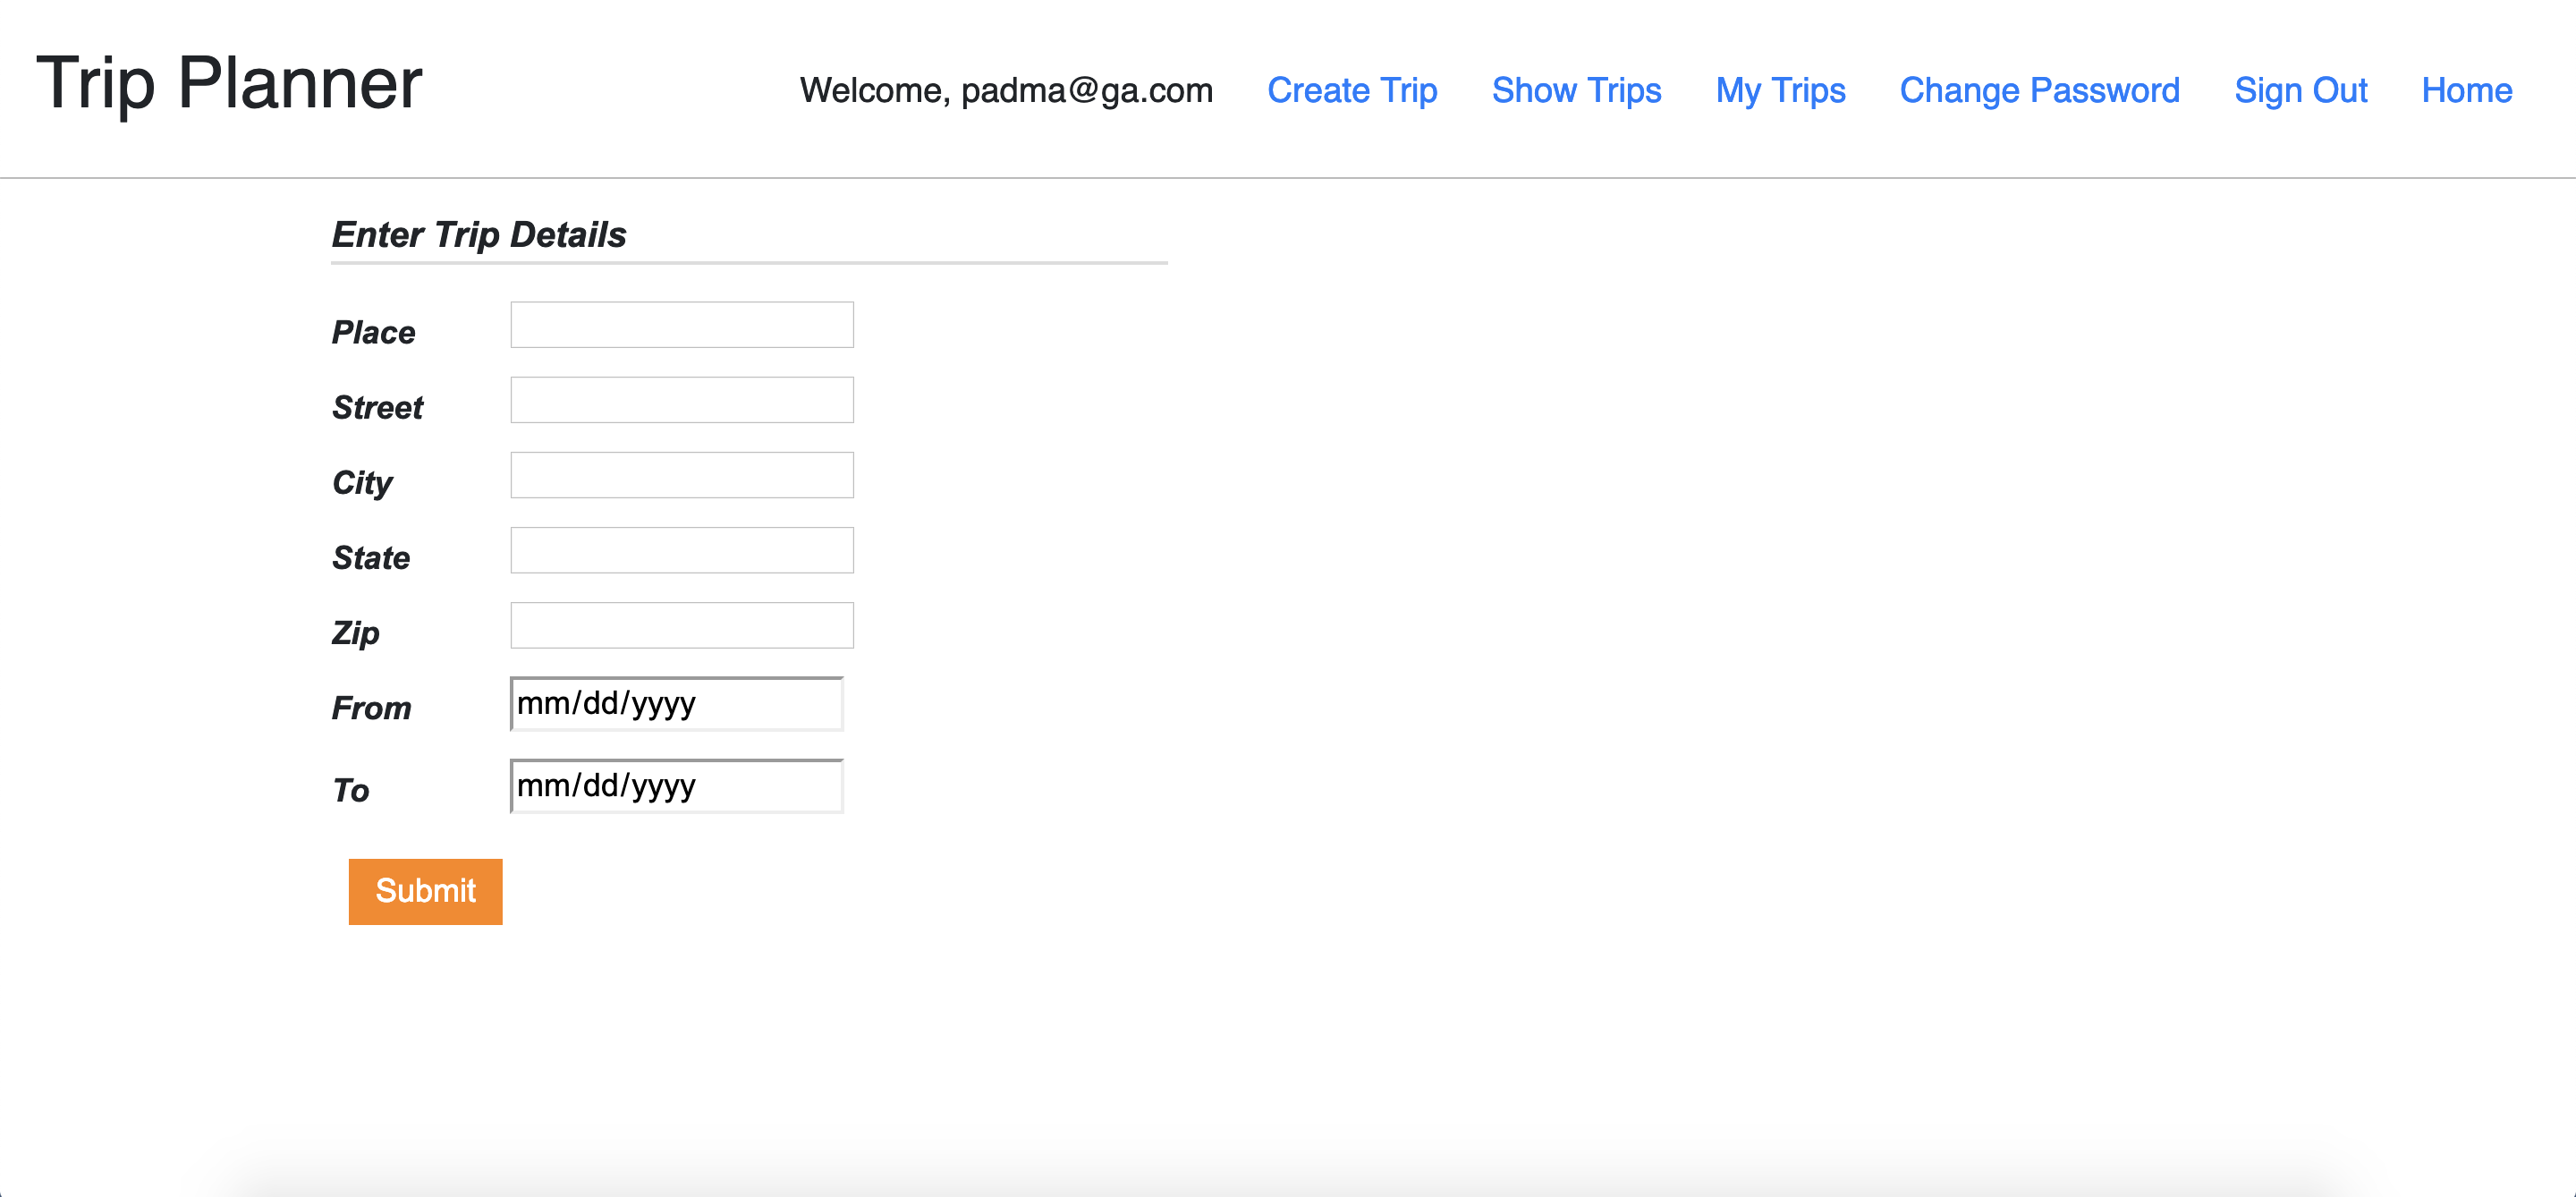 Trip Planner
Welcome, padma@ga.com Create Trip Show Trips My Trips Change Password Sign Out Home
Enter Trip Details
Place
Street
City
State
Zip
From mm/dd/yyyy
To mm/dd/yyyy
Submit